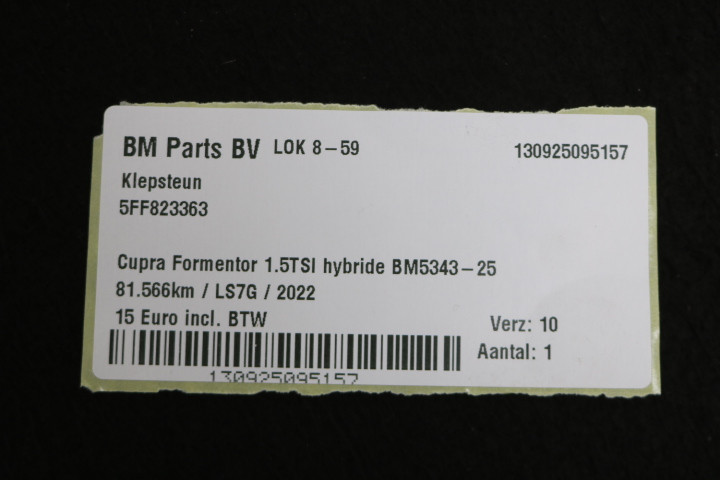 BM Parts BV LOK 8-59 130925095157
Klepsteun
5FF823363
Cupra Formentor 1.5TSI hybride BM5343-25
81.566km / LS7G / 2022
15 Euro incl. BTW Verz: 10
Aantal: 1
130925095157